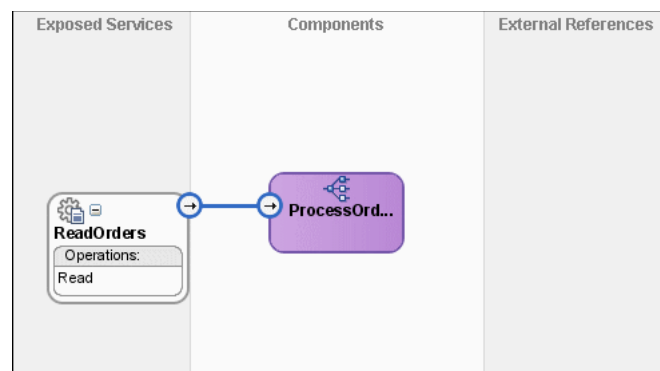 Exposed Services
Components
External References
ReadOrders
Operations:
Read
ProcessOrd...